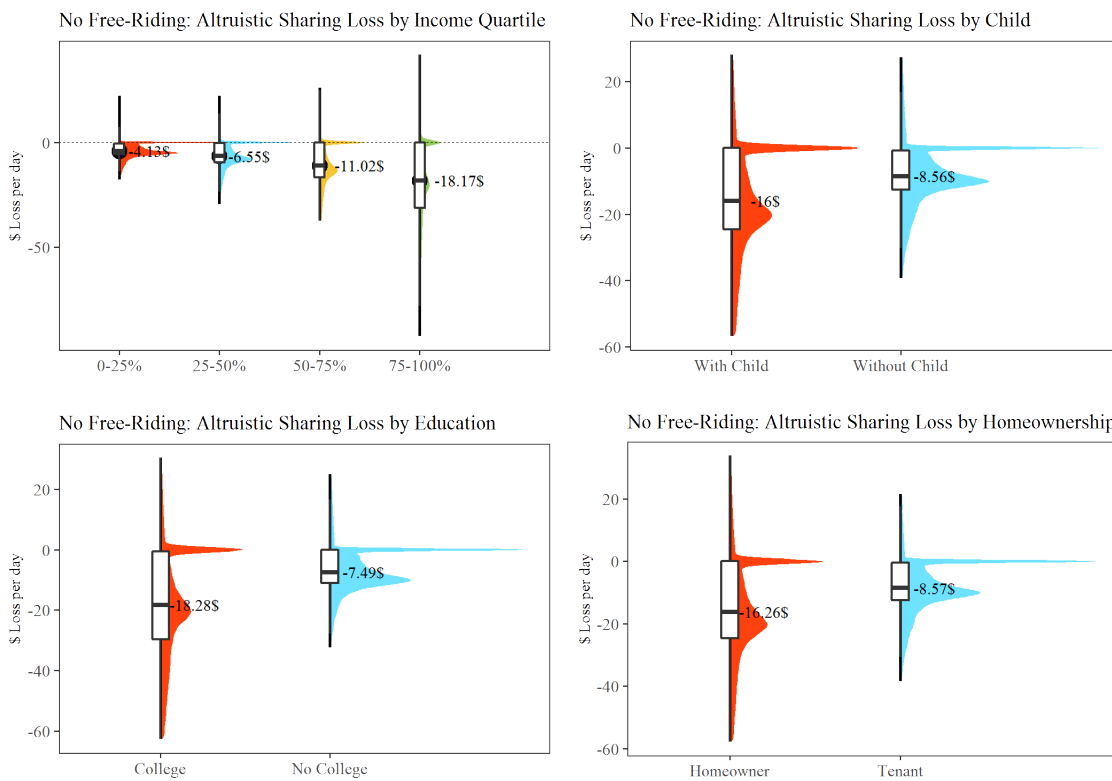 No Free-Riding: Altruistic Sharing Loss by Income Quartile
$ Loss per day
0
-50
-4.13$
-6.55$
-11.02$
-18.17$
0-25%
25-50%
50-75%
75-100%
No Free-Riding: Altruistic Sharing Loss by Child
$ Loss per day
20
0
-20
-40
-60
-16$
-8.56$
With Child
Without Child
No Free-Riding: Altruistic Sharing Loss by Education
$ Loss per day
20
0
-20
-40
-60
-18.28$
-7.49$
College
No College
No Free-Riding: Altruistic Sharing Loss by Homeownership
$ Loss per day
20
0
-20
-40
-60
-16.26$
-8.57$
Homeowner
Tenant